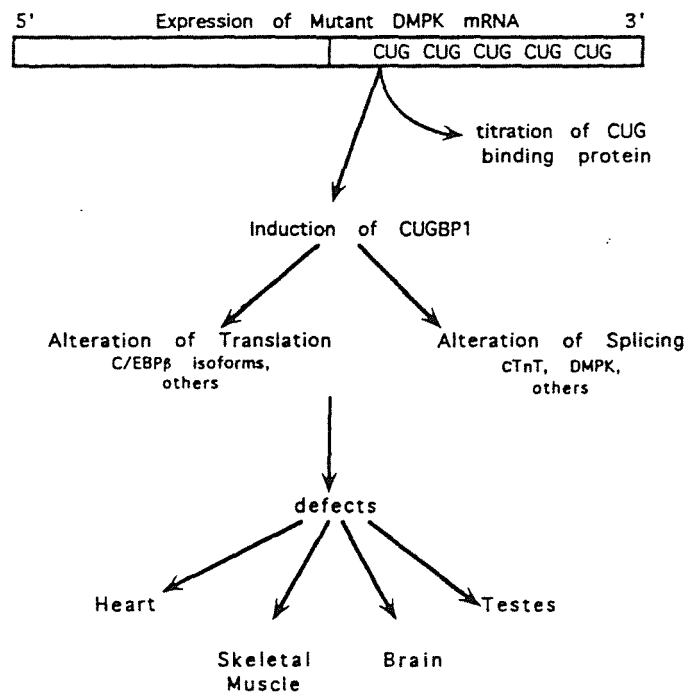 5' Expression of Mutant DMPK mRNA 3'
CUG CUG CUG CUG CUG
titration of CUG
binding protein
Induction of CUGBP1
Alteration of Translation
C/EBPβ isoforms,
others
Alteration of Splicing
cTnT, DMPK,
others
defects
Heart
Testes
Skeletal
Muscle
Brain